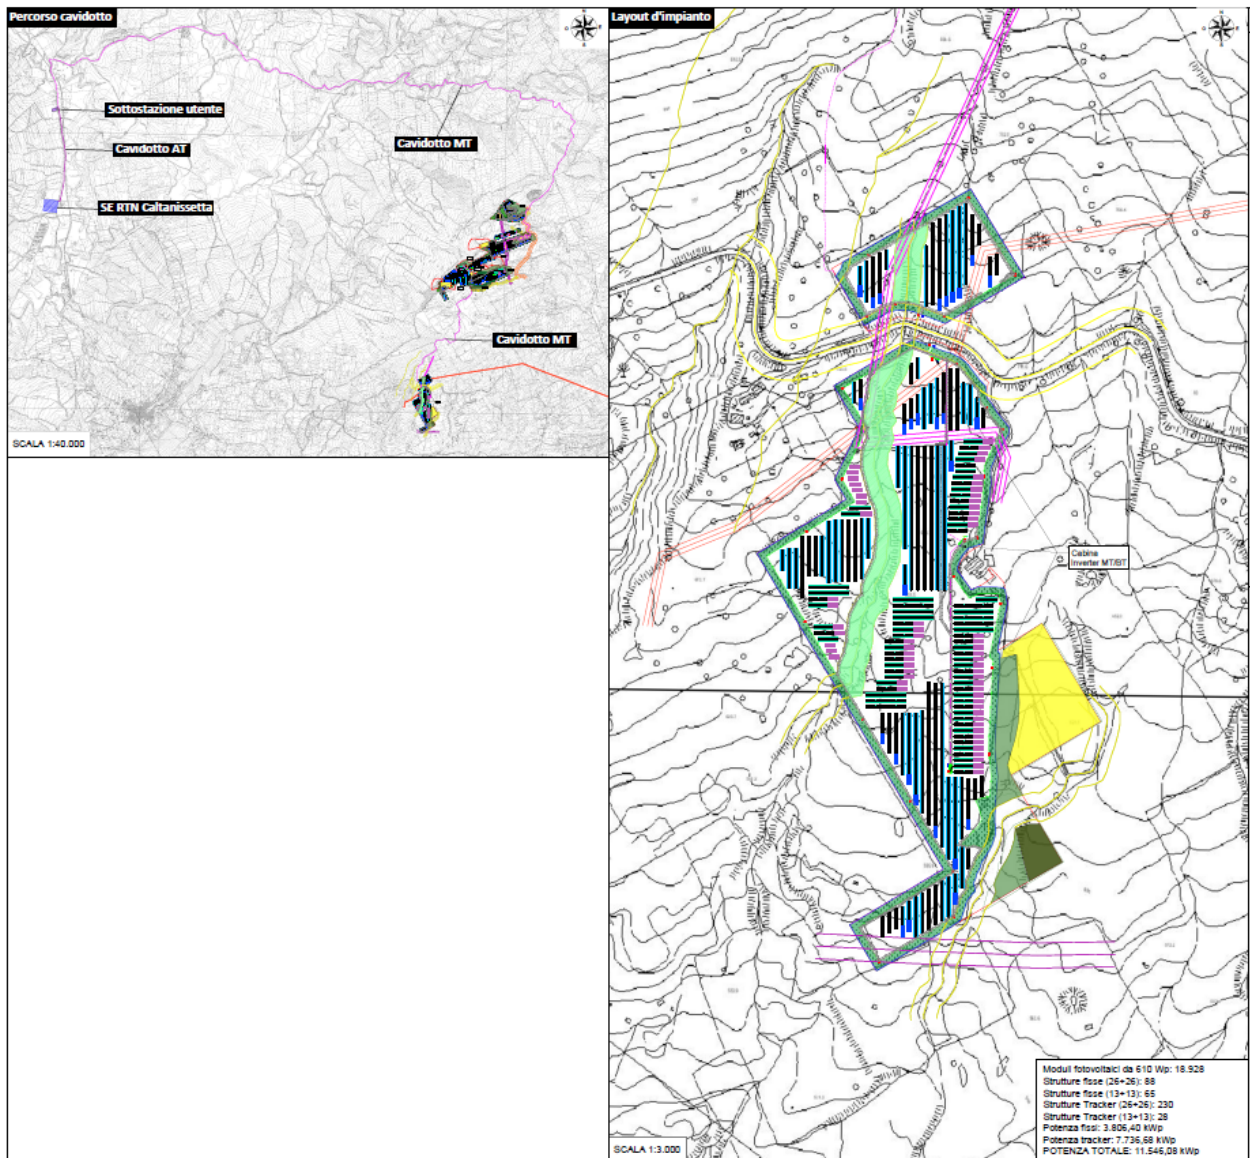 Percorso cavidotto
Sottostazione utente
Cavidotto AT
SE RTN Caltanissetta
Cavidotto MT
Cavidotto MT
SCALA 1:40.000
Layout d'impianto
Cabina
Inverter MT/BT
SCALA 1:3.000
Moduli fotovoltaici da 610 Wp: 18.928
Strutture fisse (26+26): 88
Strutture fisse (13+13): 65
Strutture Tracker (26+26): 230
Strutture Tracker (13+13): 28
Potenza fissi: 3.806,40 kWp
Potenza tracker: 7.736,68 kWp
POTENZA TOTALE: 11.546,08 kWp